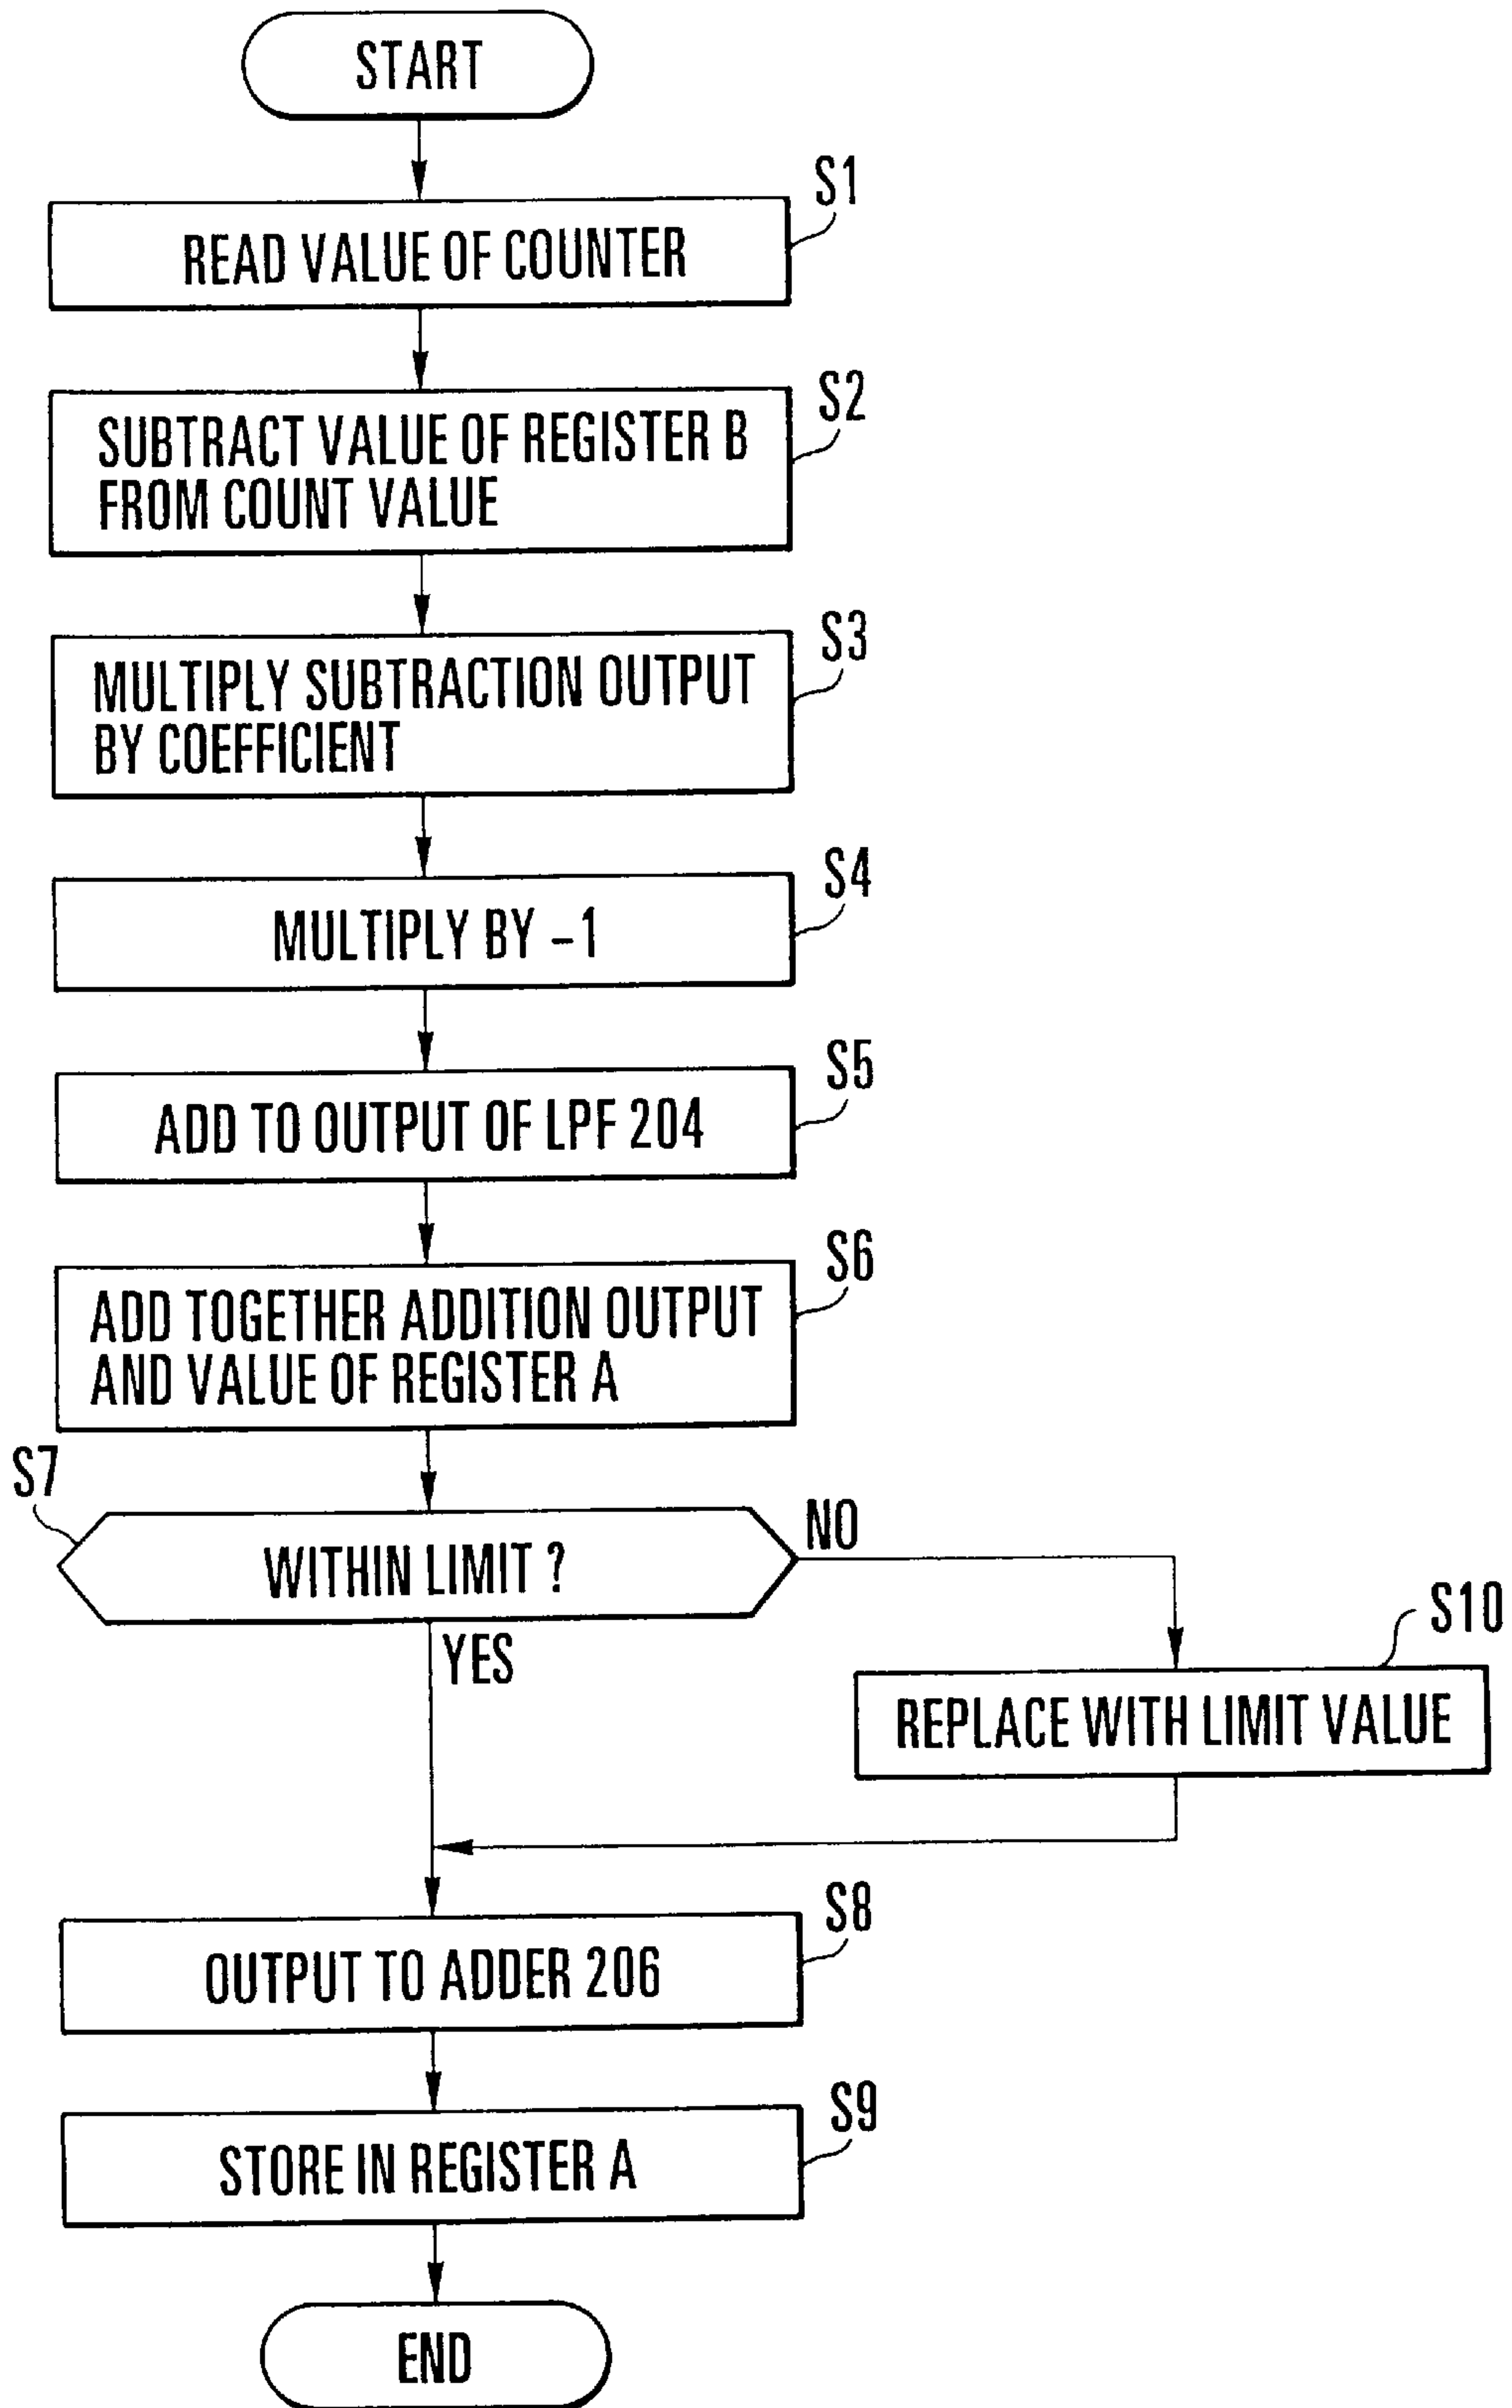 START
S1
READ VALUE OF COUNTER
S2
SUBTRACT VALUE OF REGISTER B
FROM COUNT VALUE
S3
MULTIPLY SUBTRACTION OUTPUT
BY COEFFICIENT
S4
MULTIPLY BY -1
S5
ADD TO OUTPUT OF LPF 204
S6
ADD TOGETHER ADDITION OUTPUT
AND VALUE OF REGISTER A
S7
WITHIN LIMIT ?
NO
YES
S10
REPLACE WITH LIMIT VALUE
S8
OUTPUT TO ADDER 206
S9
STORE IN REGISTER A
END